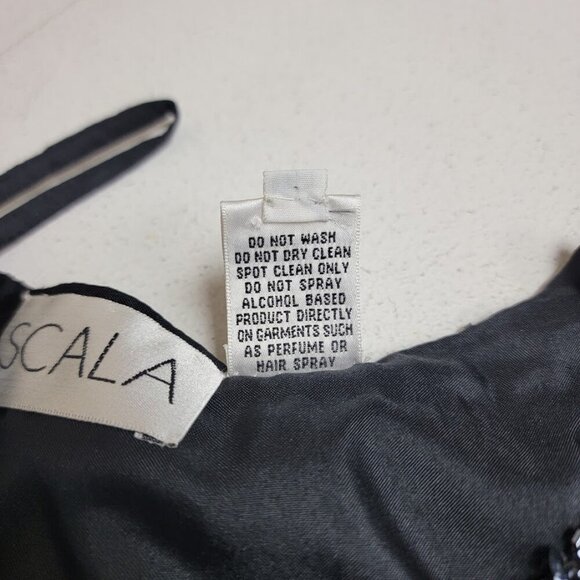 DO NOT WASH
DO NOT DRY CLEAN
SPOT CLEAN ONLY
DO NOT SPRAY
ALCOHOL BASED
PRODUCT DIRECTLY
ON GARMENTS SUCH
AS PERFUME OR
HAIR SPRAY
SCALA